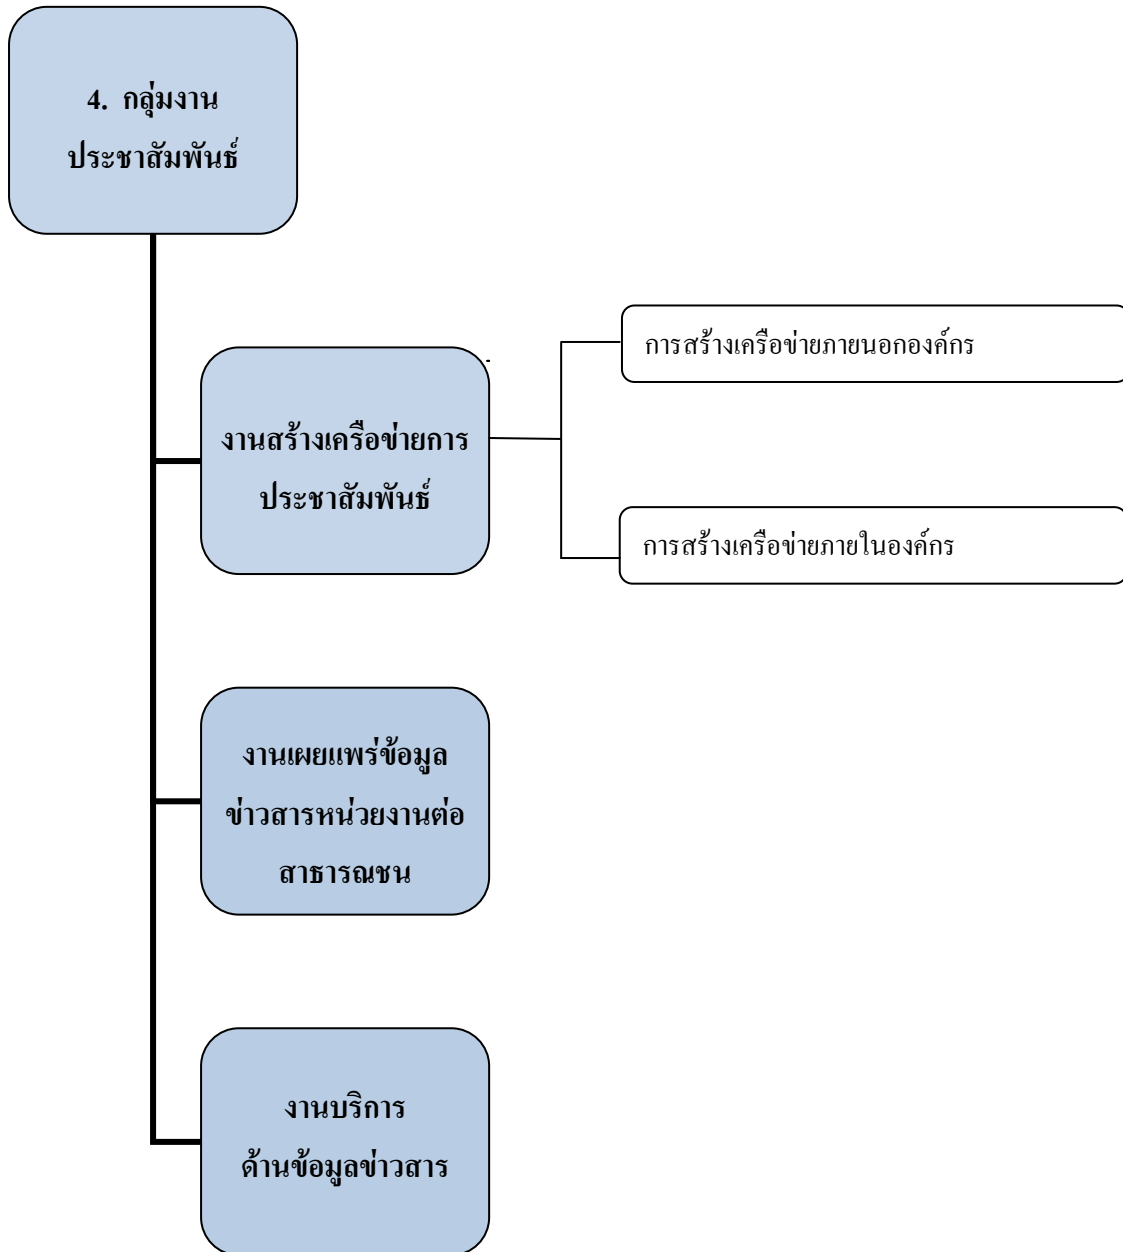 4. กลุ่มงาน
ประชาสัมพันธ์
การสร้างเครือข่ายภายนอกองค์กร
งานสร้างเครือข่ายการ
ประชาสัมพันธ์
การสร้างเครือข่ายภายในองค์กร
งานเผยแพร่ข้อมูล
ข่าวสารหน่วยงานต่อ
สาธารณชน
งานบริการ
ด้านข้อมูลข่าวสาร